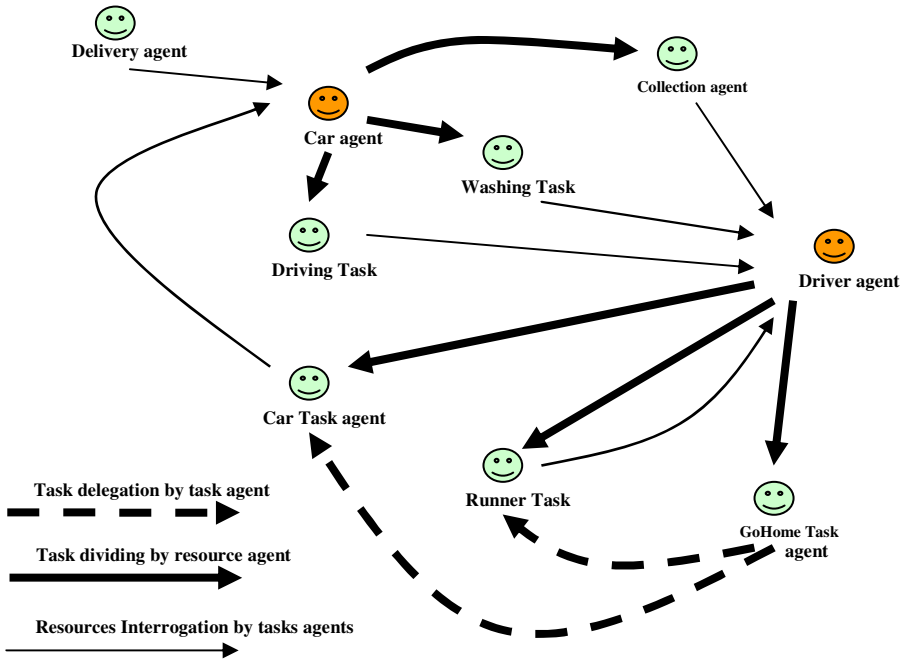 Delivery agent
Collection agent
Car agent
Washing Task
Driving Task
Driver agent
Car Task agent
Runner Task
GoHome Task
agent
Task delegation by task agent
Task dividing by resource agent
Resources Interrogation by tasks agents